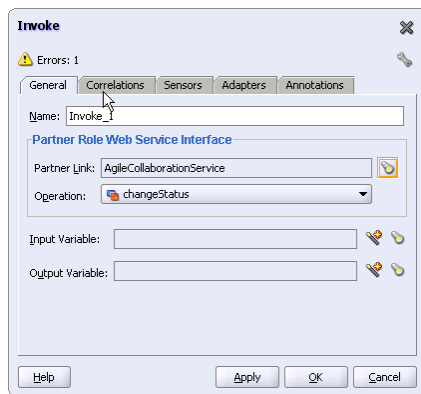 Invoke
Errors: 1
General Correlations Sensors Adapters Annotations
Name: Invoke_1
Partner Role Web Service Interface
Partner Link: AgileCollaborationService
Operation: changeStatus
Input Variable:
Output Variable:
Help Apply OK Cancel